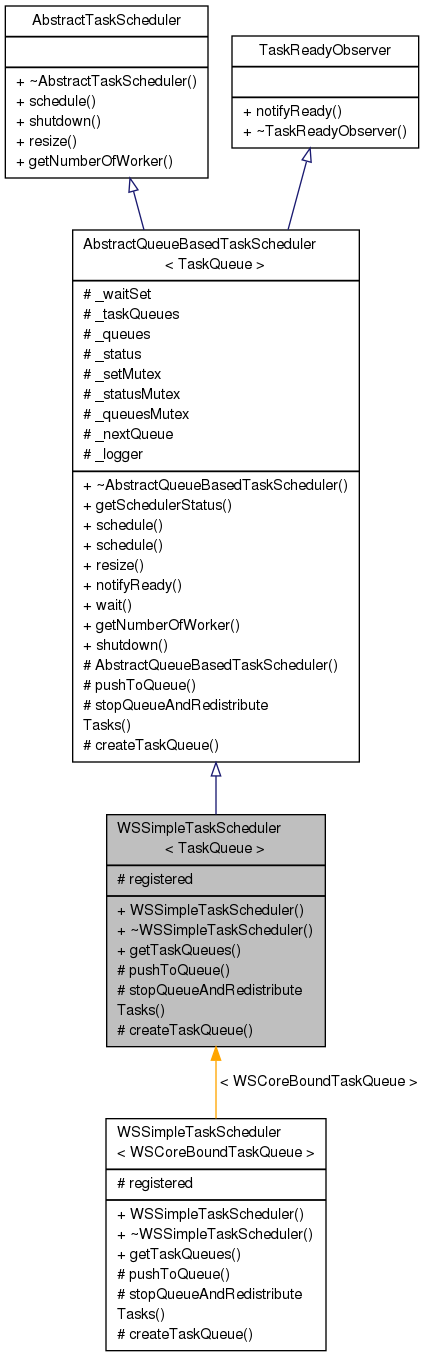 AbstractTaskScheduler
+ ~AbstractTaskScheduler()
+ schedule()
+ shutdown()
+ resize()
+ getNumberOfWorker()
TaskReadyObserver
+ notifyReady()
+ ~TaskReadyObserver()
AbstractQueueBasedTaskScheduler
< TaskQueue >
# _waitSet
# _taskQueues
# _queues
# _status
# _setMutex
# _statusMutex
# _queuesMutex
# _nextQueue
# _logger
+ ~AbstractQueueBasedTaskScheduler()
+ getSchedulerStatus()
+ schedule()
+ schedule()
+ resize()
+ notifyReady()
+ wait()
+ getNumberOfWorker()
+ shutdown()
# AbstractQueueBasedTaskScheduler()
# pushToQueue()
# stopQueueAndRedistribute
Tasks()
# createTaskQueue()
WSSimpleTaskScheduler
< TaskQueue >
# registered
+ WSSimpleTaskScheduler()
+ ~WSSimpleTaskScheduler()
+ getTaskQueues()
# pushToQueue()
# stopQueueAndRedistribute
Tasks()
# createTaskQueue()
< WSCoreBoundTaskQueue >
WSSimpleTaskScheduler
< WSCoreBoundTaskQueue >
# registered
+ WSSimpleTaskScheduler()
+ ~WSSimpleTaskScheduler()
+ getTaskQueues()
# pushToQueue()
# stopQueueAndRedistribute
Tasks()
# createTaskQueue()